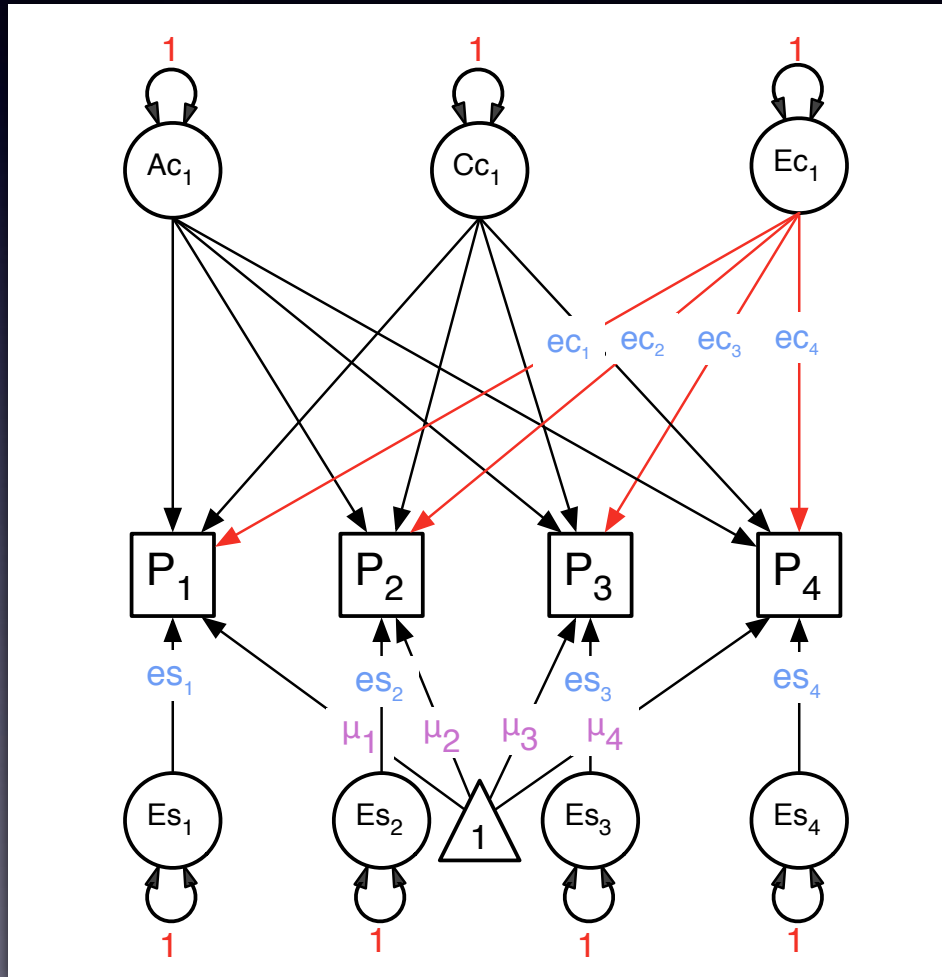 1 1 1
Ac₁ Cc₁ Ec₁
ec₁ ec₂ ec₃ ec₄
P₁ P₂ P₃ P₄
es₁ es₂ es₃ es₄
μ₁ μ₂ μ₃ μ₄
Es₁ Es₂ 1 Es₃ Es₄
1 1 1 1